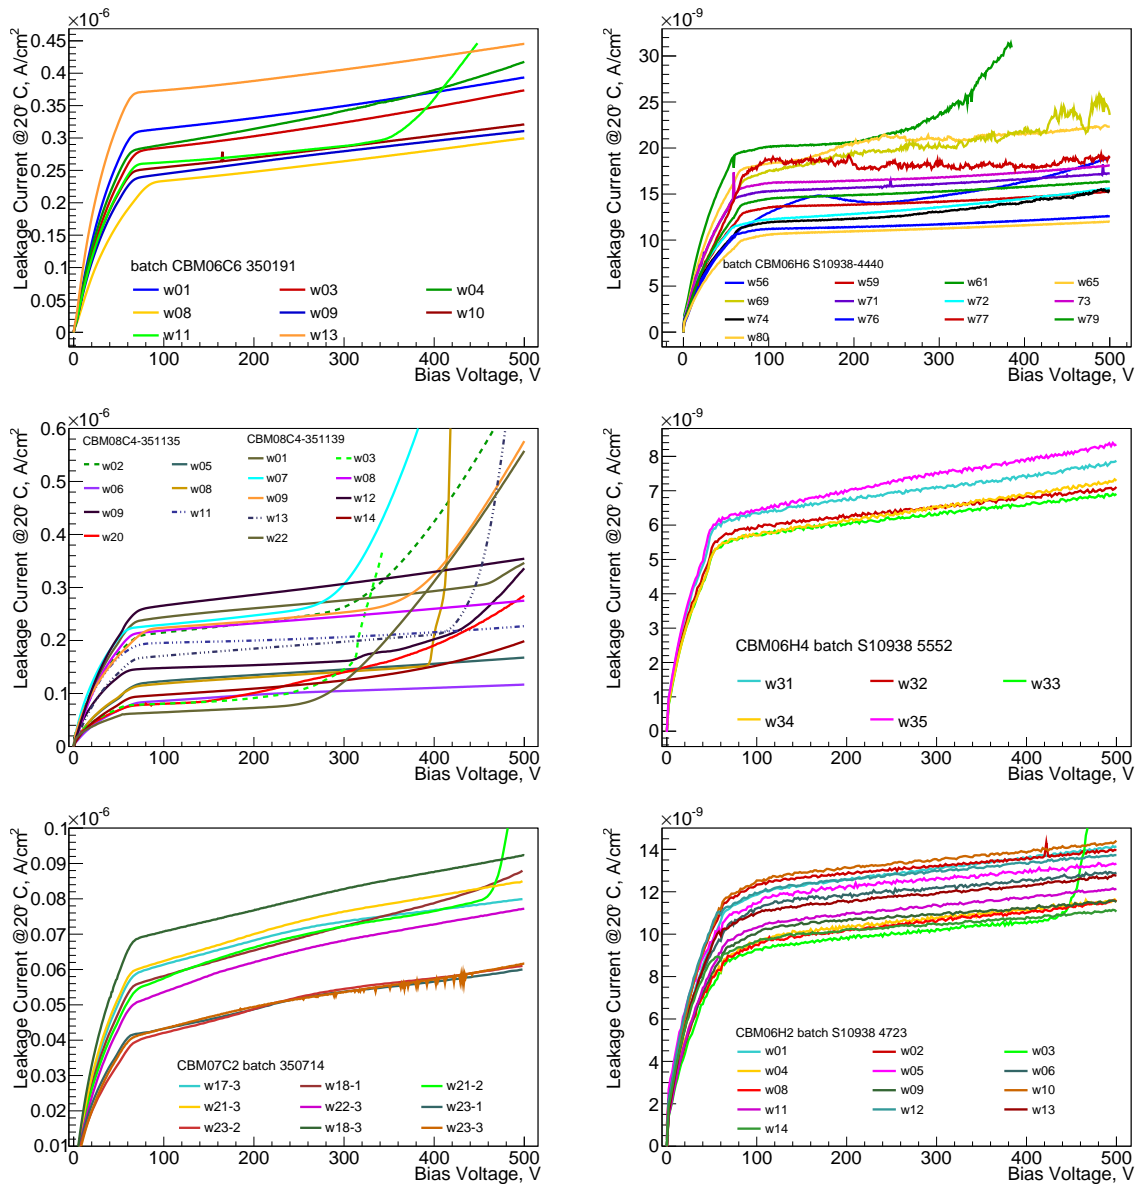 ×10⁻⁶
Leakage Current @20° C, A/cm²
0.45
0.4
0.35
0.3
0.25
0.2
0.15
0.1
0.05
0
batch CBM06C6 350191
w01 w03 w04
w08 w09 w10
w11 w13
0 100 200 300 400 500
Bias Voltage, V
×10⁻⁹
Leakage Current @20° C, A/cm²
30
25
20
15
10
5
0
batch CBM06H6 S10938-4440
w56 w59 w61 w65
w69 w71 w72 73
w74 w76 w77 w79
w80
0 100 200 300 400 500
Bias Voltage, V
×10⁻⁶
Leakage Current @20° C, A/cm²
0.6
0.5
0.4
0.3
0.2
0.1
0
CBM08C4-351135
w02 w05
w06 w08
w09 w11
w20
CBM08C4-351139
w01 w03
w07 w08
w09 w12
w13 w14
w22
0 100 200 300 400 500
Bias Voltage, V
×10⁻⁹
Leakage Current @20° C, A/cm²
8
7
6
5
4
3
2
1
0
CBM06H4 batch S10938 5552
w31 w32 w33
w34 w35
0 100 200 300 400 500
Bias Voltage, V
×10⁻⁶
Leakage Current @20° C, A/cm²
0.1
0.09
0.08
0.07
0.06
0.05
0.04
0.03
0.02
0.01
CBM07C2 batch 350714
w17-3 w18-1 w21-2
w21-3 w22-3 w23-1
w23-2 w18-3 w23-3
0 100 200 300 400 500
Bias Voltage, V
×10⁻⁹
Leakage Current @20° C, A/cm²
14
12
10
8
6
4
2
0
CBM06H2 batch S10938 4723
w01 w02 w03
w04 w05 w06
w08 w09 w10
w11 w12 w13
w14
0 100 200 300 400 500
Bias Voltage, V